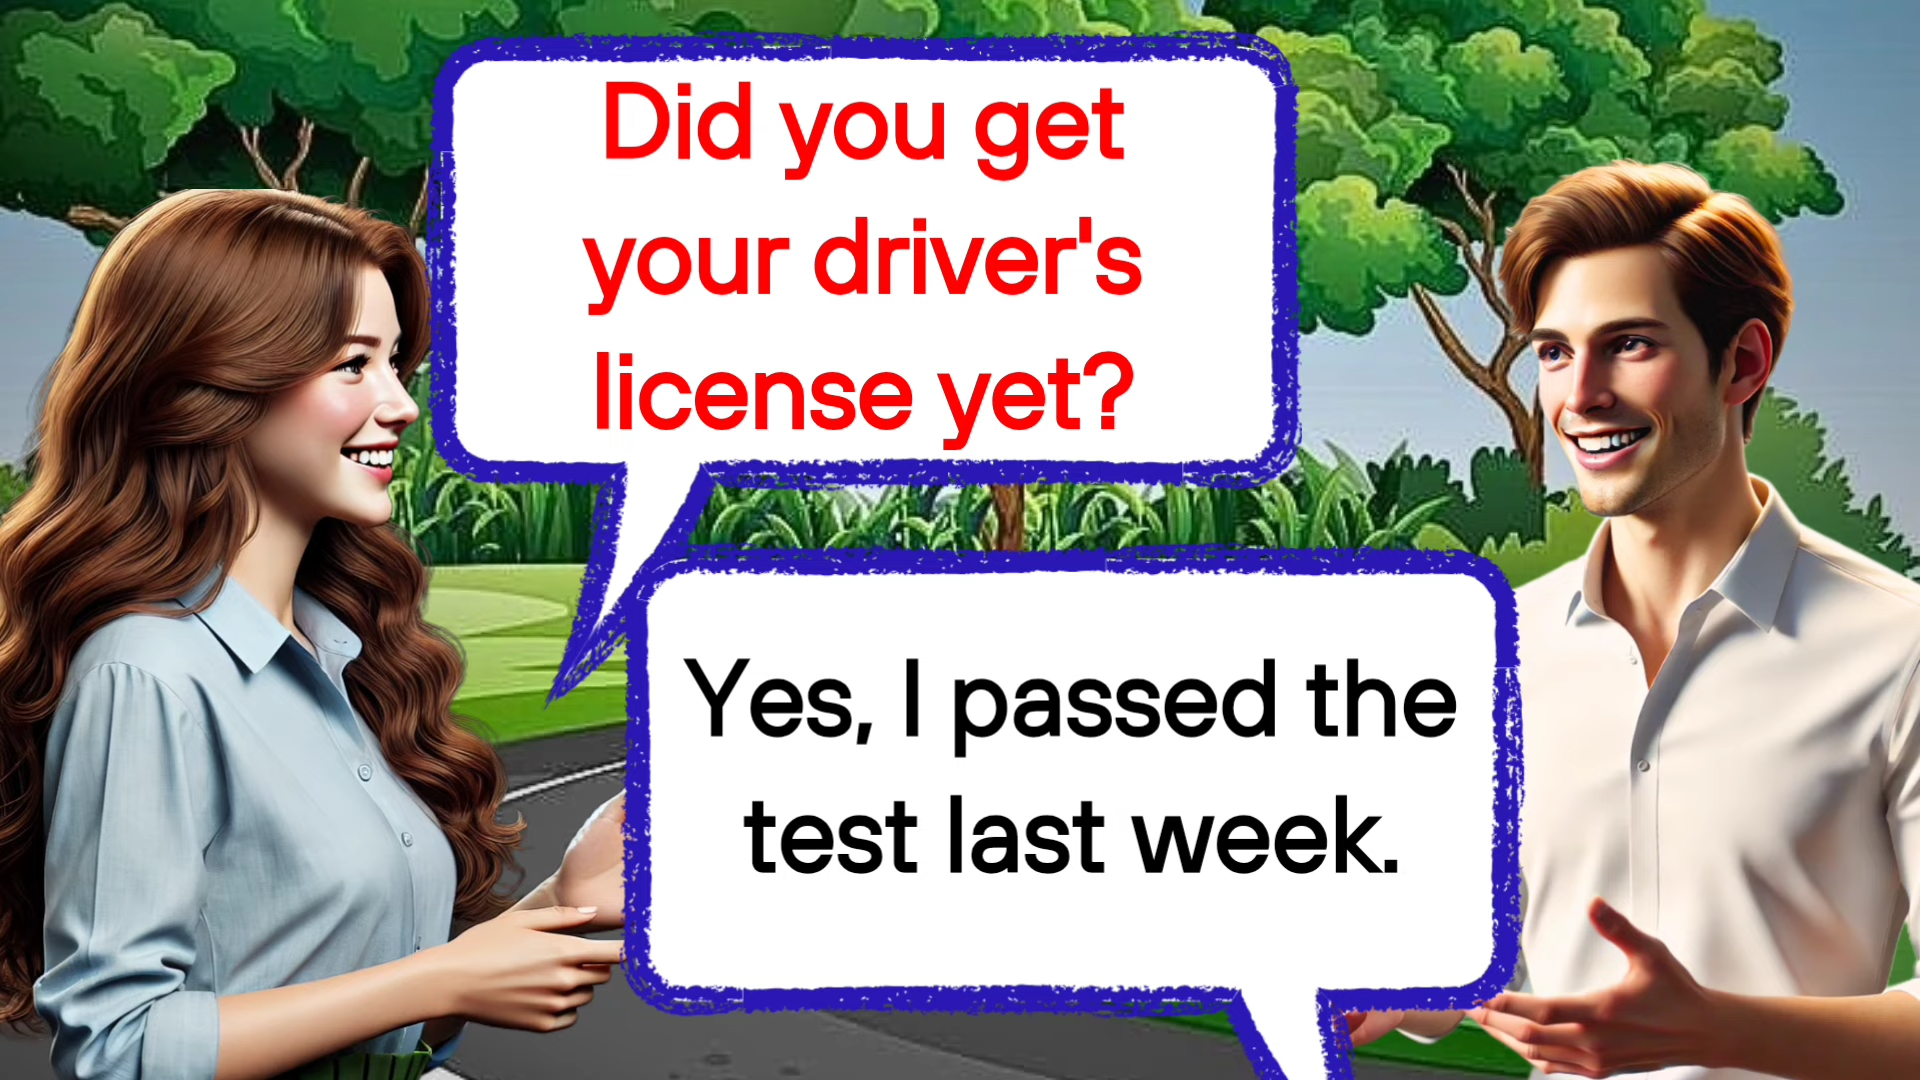 Did you get
your driver's
license yet?
Yes, I passed the
test last week.